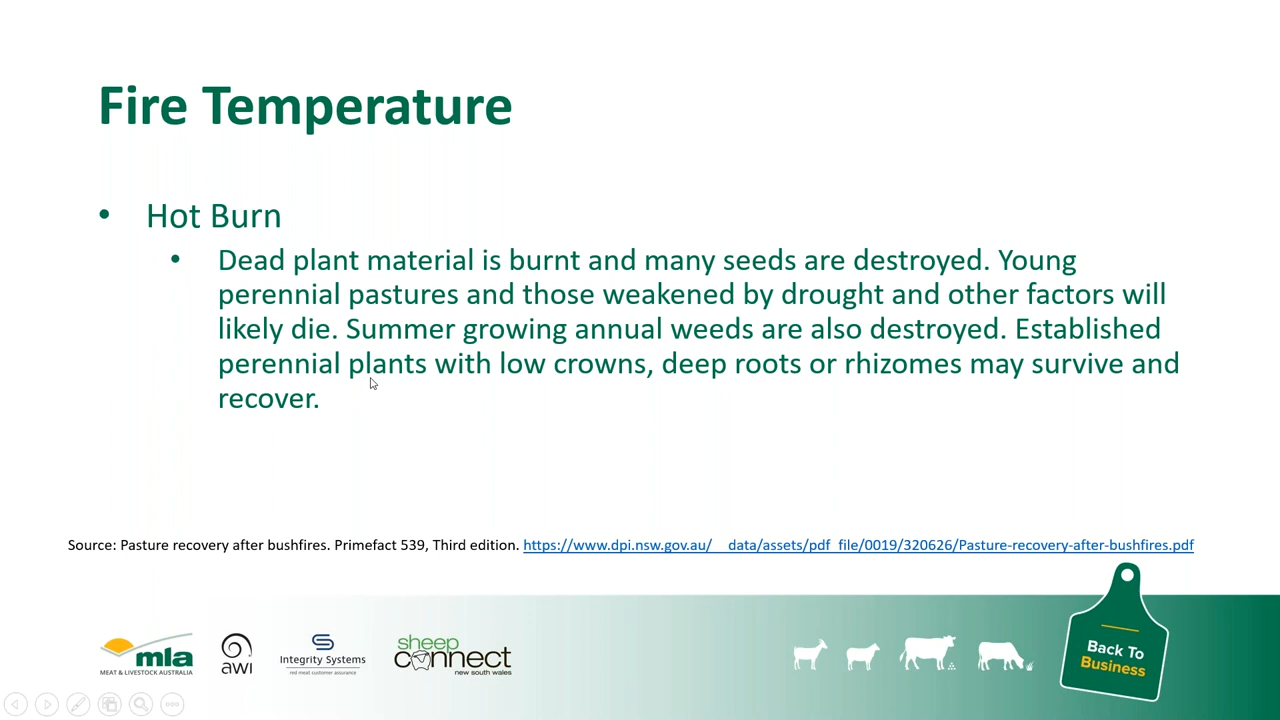 Fire Temperature
• Hot Burn
• Dead plant material is burnt and many seeds are destroyed. Young
perennial pastures and those weakened by drought and other factors will
likely die. Summer growing annual weeds are also destroyed. Established
perennial plants with low crowns, deep roots or rhizomes may survive and
recover.
Source: Pasture recovery after bushfires. Primefact 539, Third edition. https://www.dpi.nsw.gov.au/__data/assets/pdf_file/0019/320626/Pasture-recovery-after-bushfires.pdf
mla
MEAT & LIVESTOCK AUSTRALIA
AWI
Integrity Systems
red meat customer assurance
sheep
connect
new south wales
Back To
Business